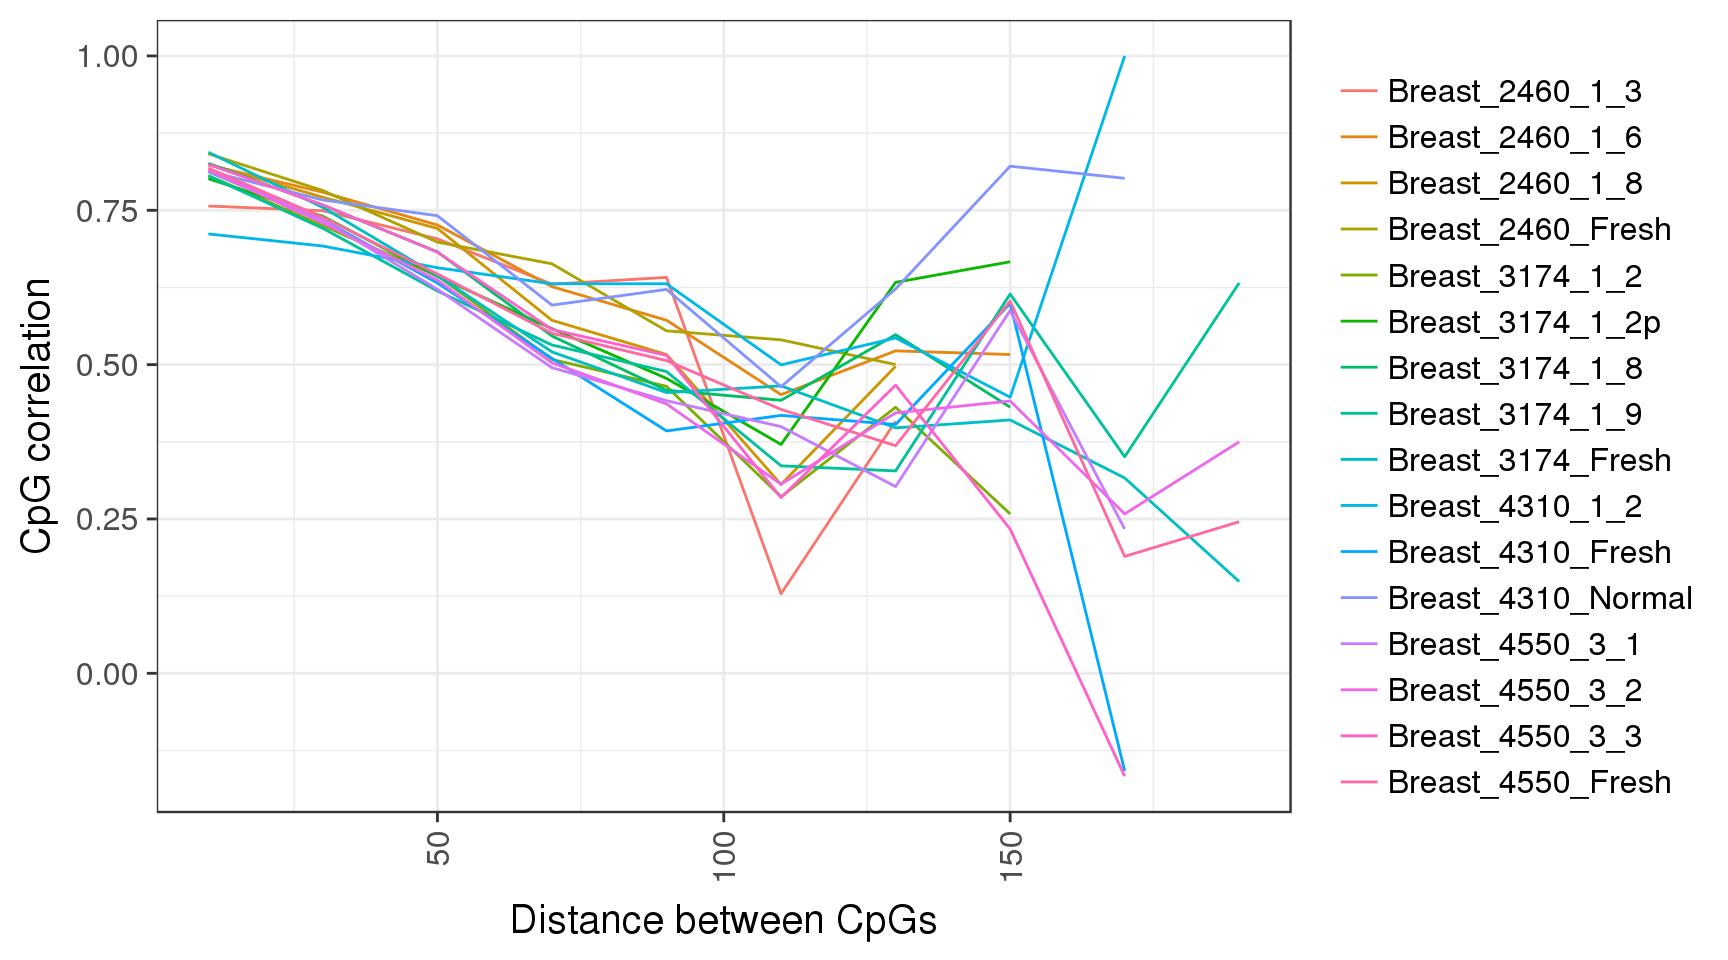 1.00
0.75
0.50
0.25
0.00
CpG correlation
50
100
150
Distance between CpGs
Breast_2460_1_3
Breast_2460_1_6
Breast_2460_1_8
Breast_2460_Fresh
Breast_3174_1_2
Breast_3174_1_2p
Breast_3174_1_8
Breast_3174_1_9
Breast_3174_Fresh
Breast_4310_1_2
Breast_4310_Fresh
Breast_4310_Normal
Breast_4550_3_1
Breast_4550_3_2
Breast_4550_3_3
Breast_4550_Fresh